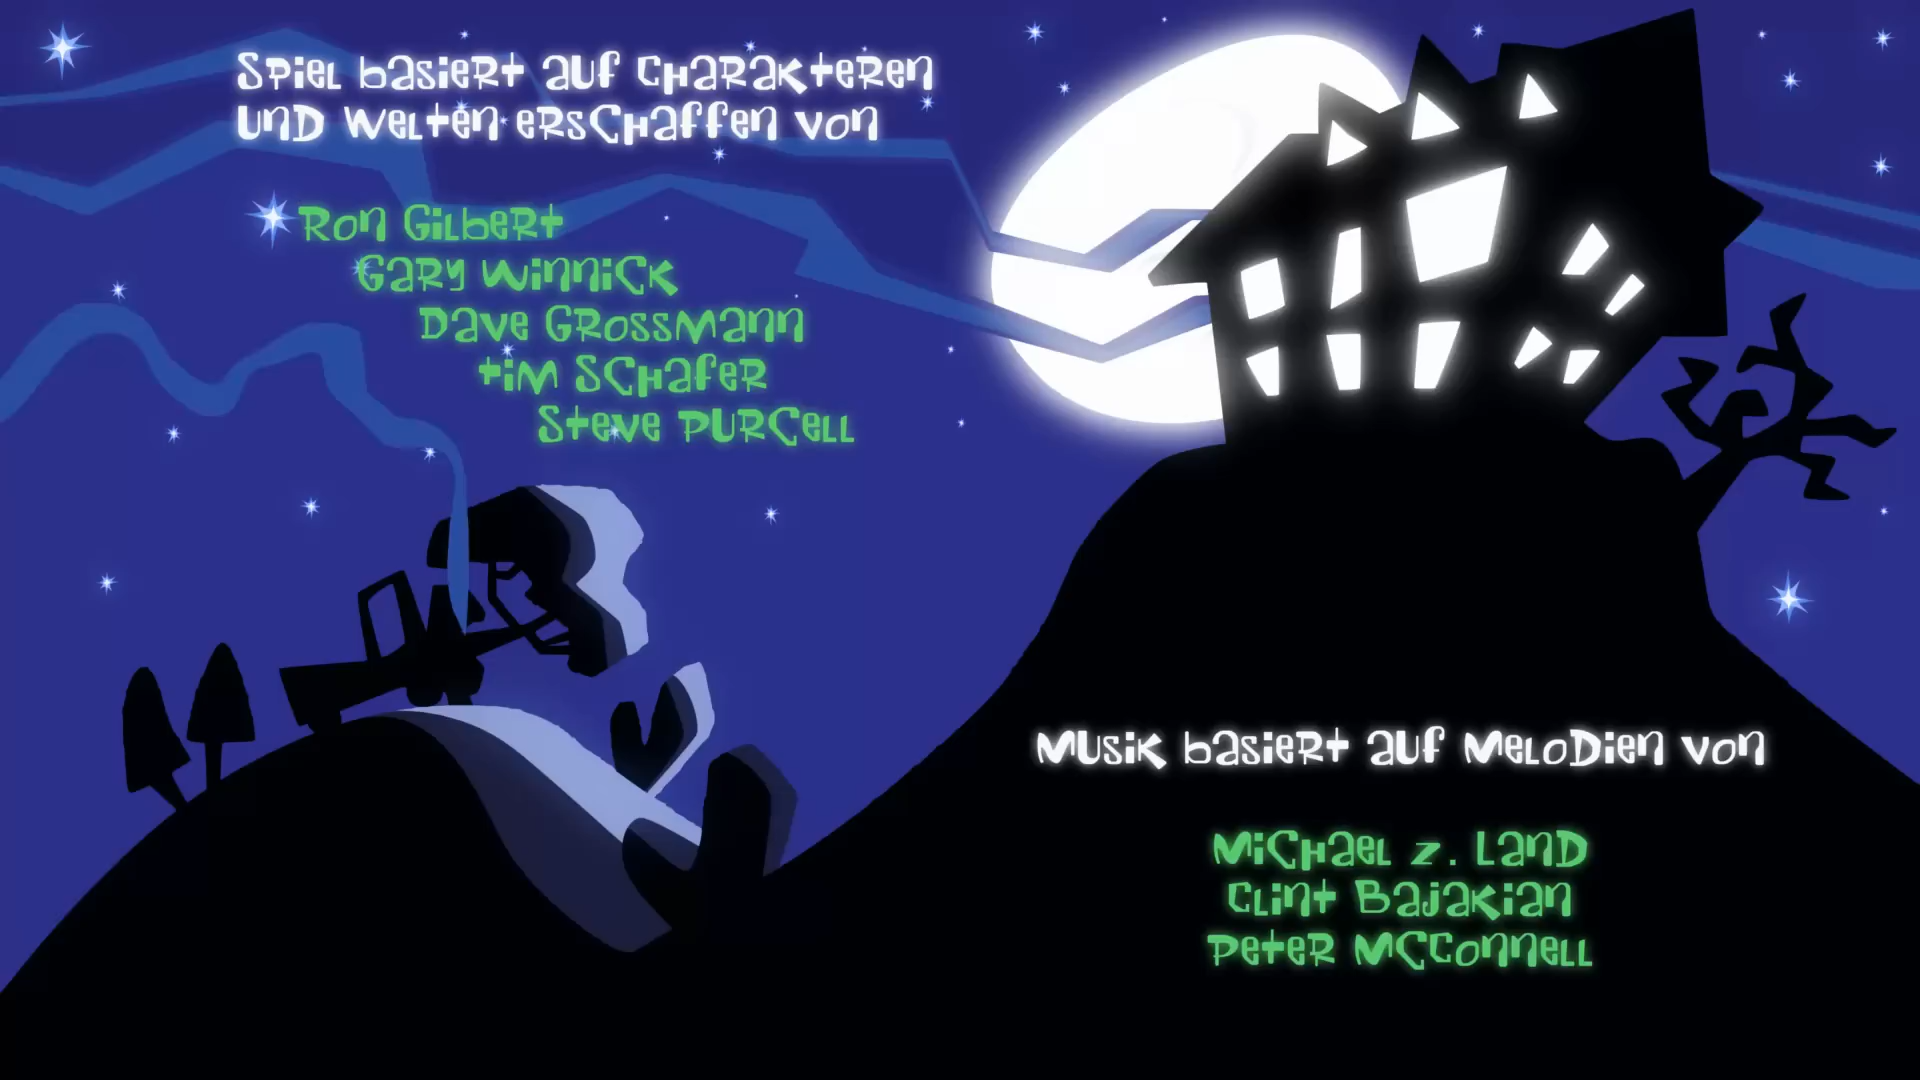 Spiel basiert auf Charakteren
und Welten erschaffen von
Ron Gilbert
Gary Winnick
Dave Grossmann
Tim Schafer
Steve Purcell
Musik basiert auf Melodien von
Michael Z. Land
Clint Bajakian
Peter McConnell